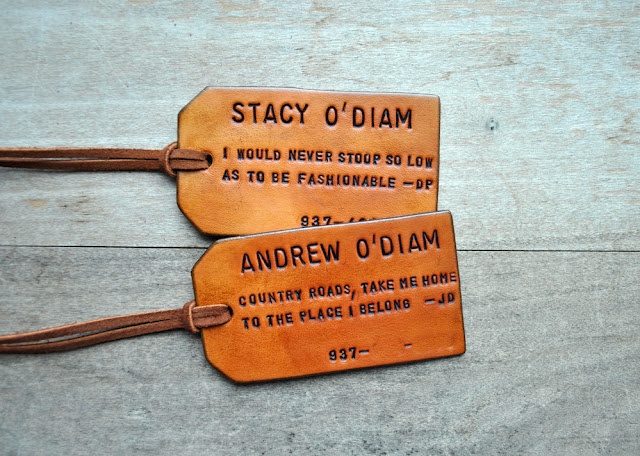 STACY O'DIAM
I WOULD NEVER STOOP SO LOW
AS TO BE FASHIONABLE —DP
937-
ANDREW O'DIAM
COUNTRY ROADS, TAKE ME HOME
TO THE PLACE I BELONG —JD
937— -